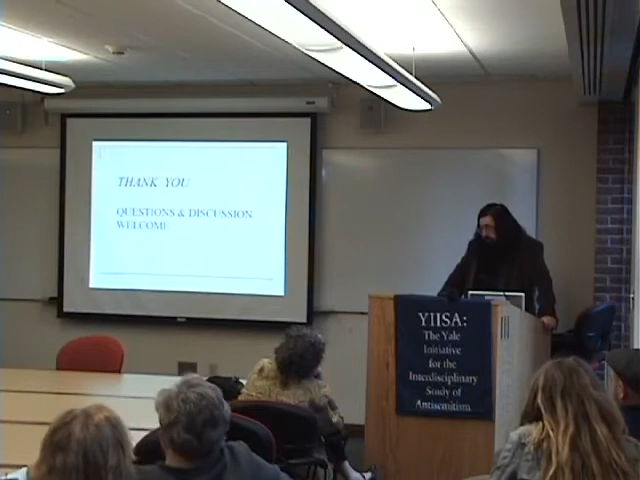 THANK YOU
QUESTIONS & DISCUSSION
WELCOME
YIISA:
The Yale
Initiative
for the
Interdisciplinary
Study of
Antisemitism